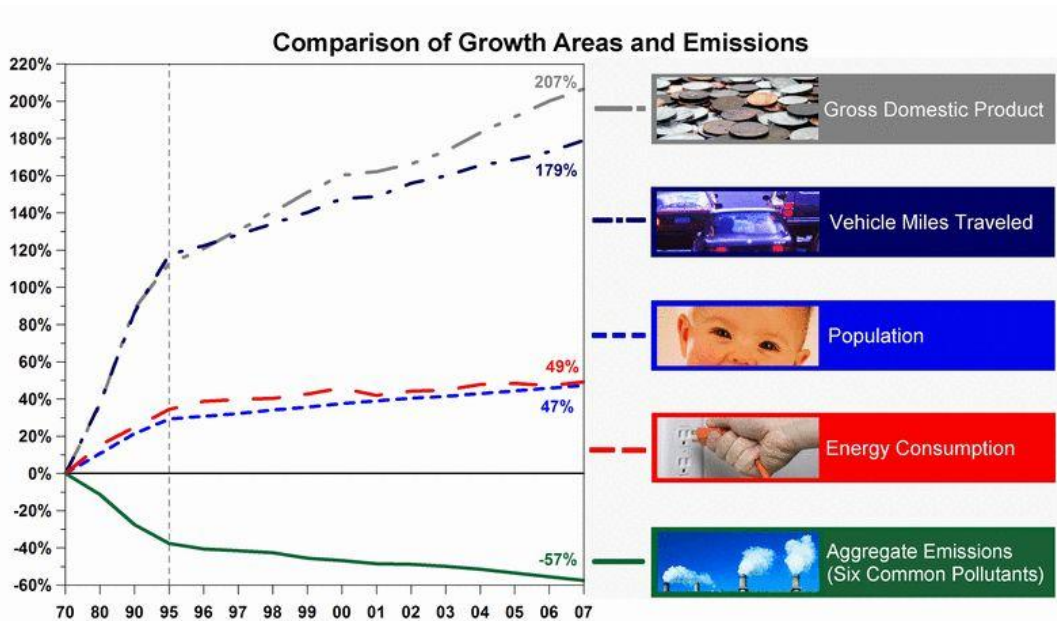 Comparison of Growth Areas and Emissions
220%
200%
180%
160%
140%
120%
100%
80%
60%
40%
20%
0%
-20%
-40%
-60%
207%
179%
49%
47%
-57%
70 80 90 95 96 97 98 99 00 01 02 03 04 05 06 07
Gross Domestic Product
Vehicle Miles Traveled
Population
Energy Consumption
Aggregate Emissions
(Six Common Pollutants)